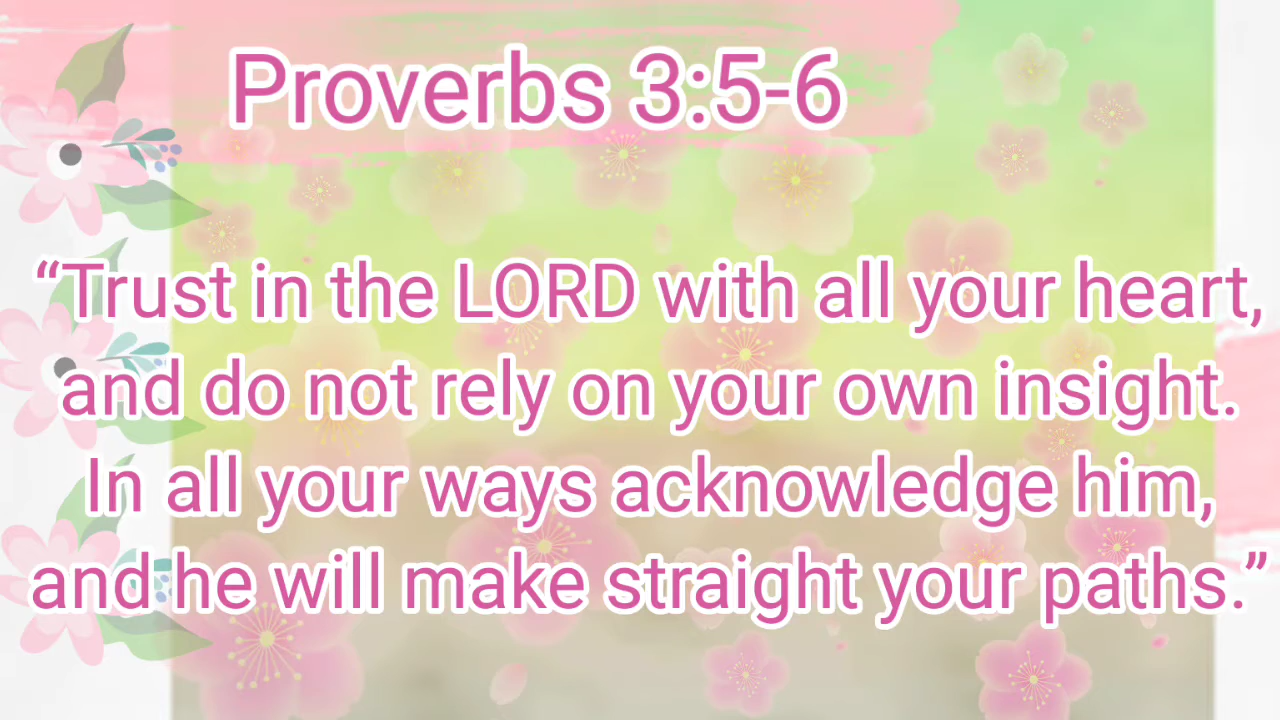 Proverbs 3:5-6
“Trust in the LORD with all your heart,
and do not rely on your own insight.
In all your ways acknowledge him,
and he will make straight your paths.”